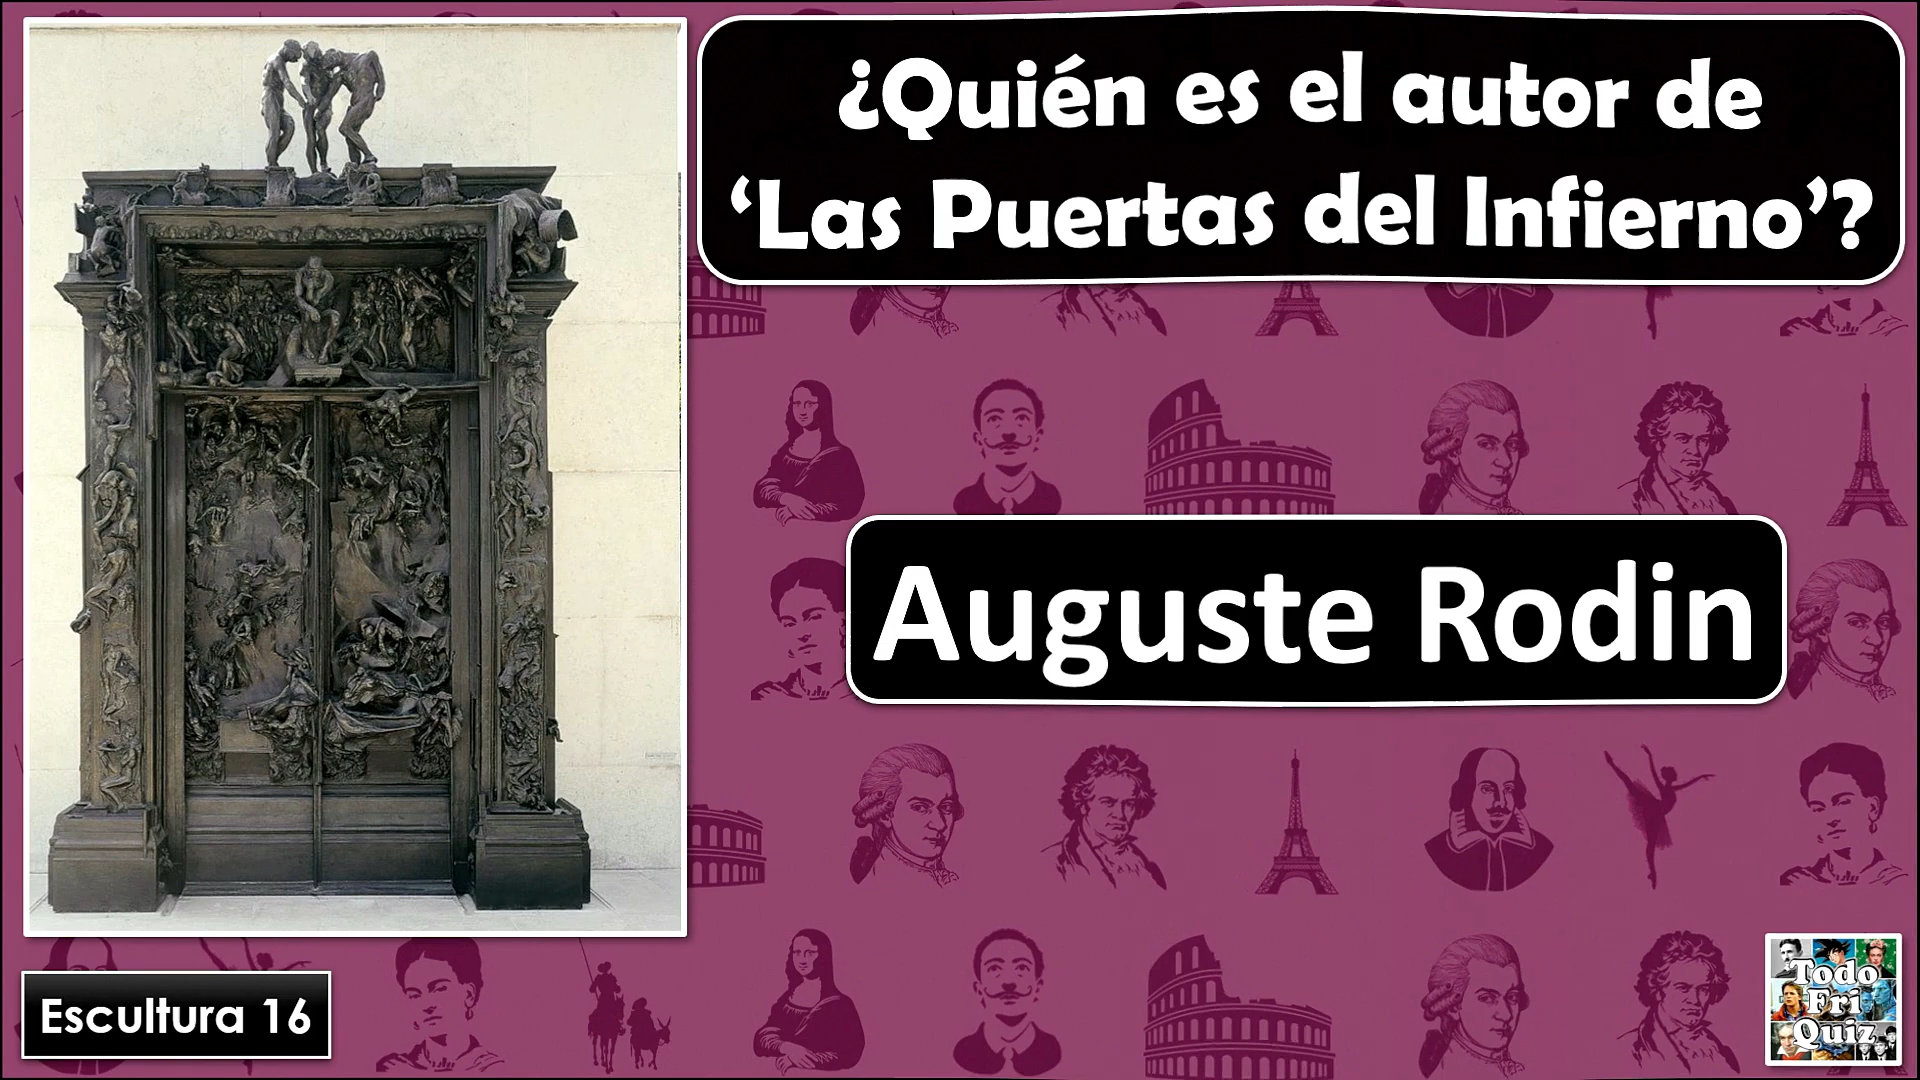 ¿Quién es el autor de
‘Las Puertas del Infierno’?
Auguste Rodin
Escultura 16
Todo
Fri
Quiz